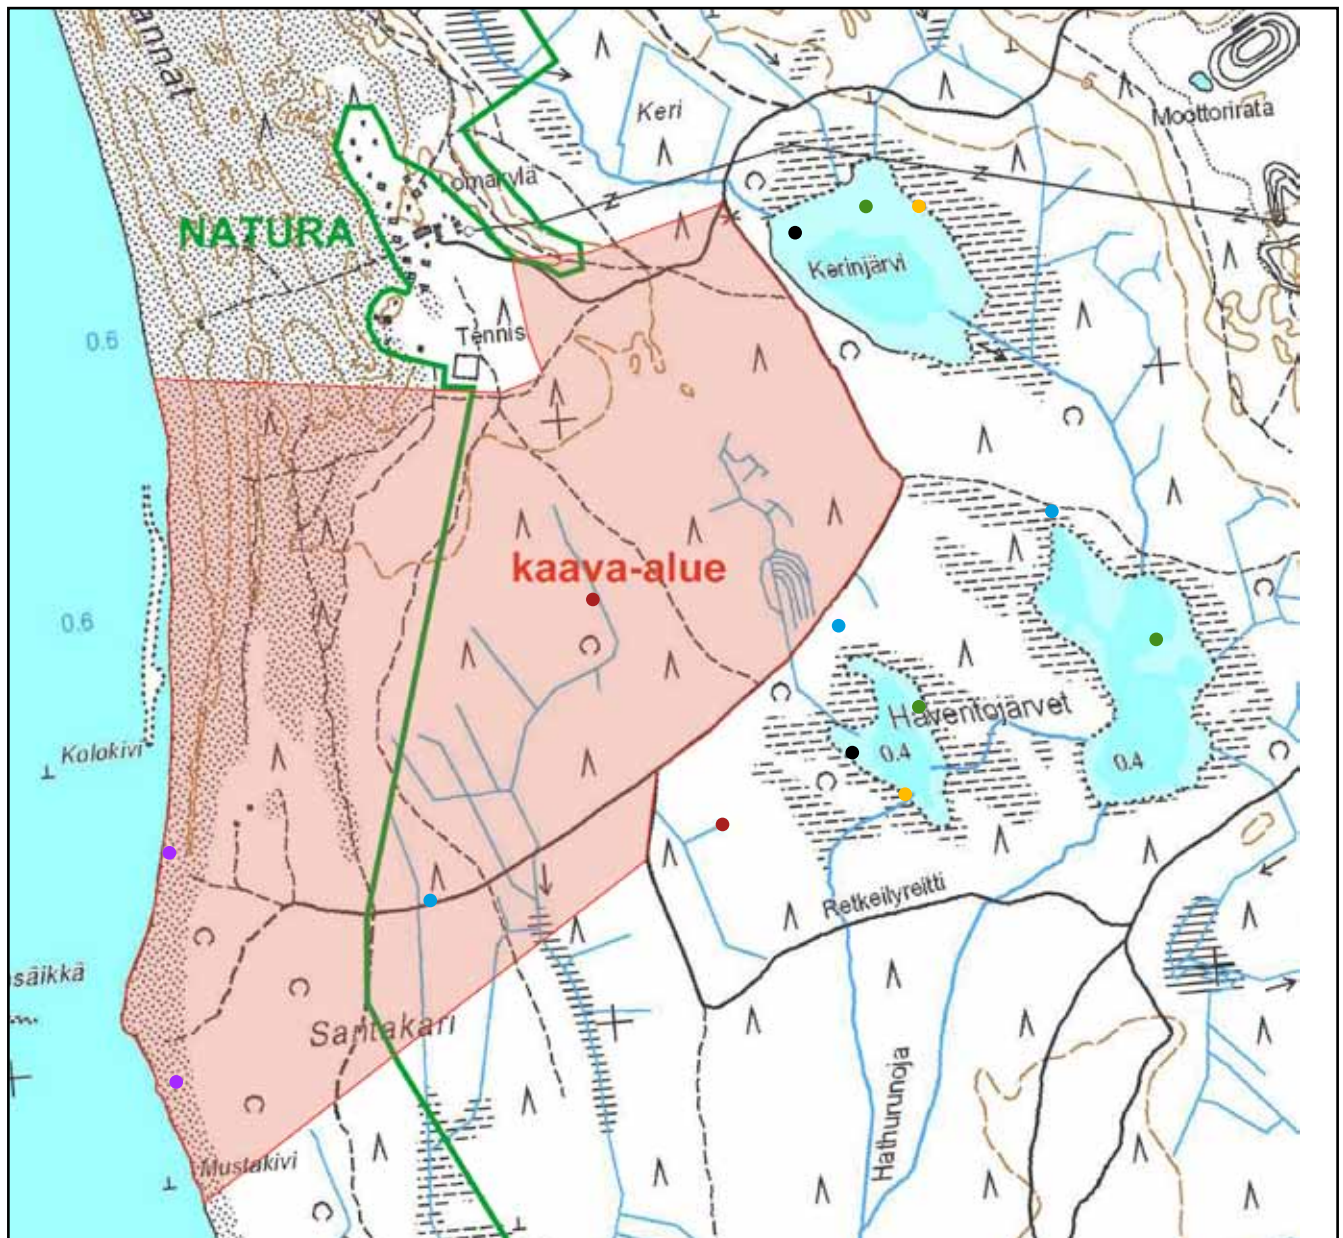 Keri
Moottorirata
NATURA
Kerinjärvi
0.6
Tennis
kaava-alue
0.6
Haventojärvet
Kolokivi
0.4
0.4
Retkeilyreitti
säikkä
Santakari
Hathurunoja
Mustakivi